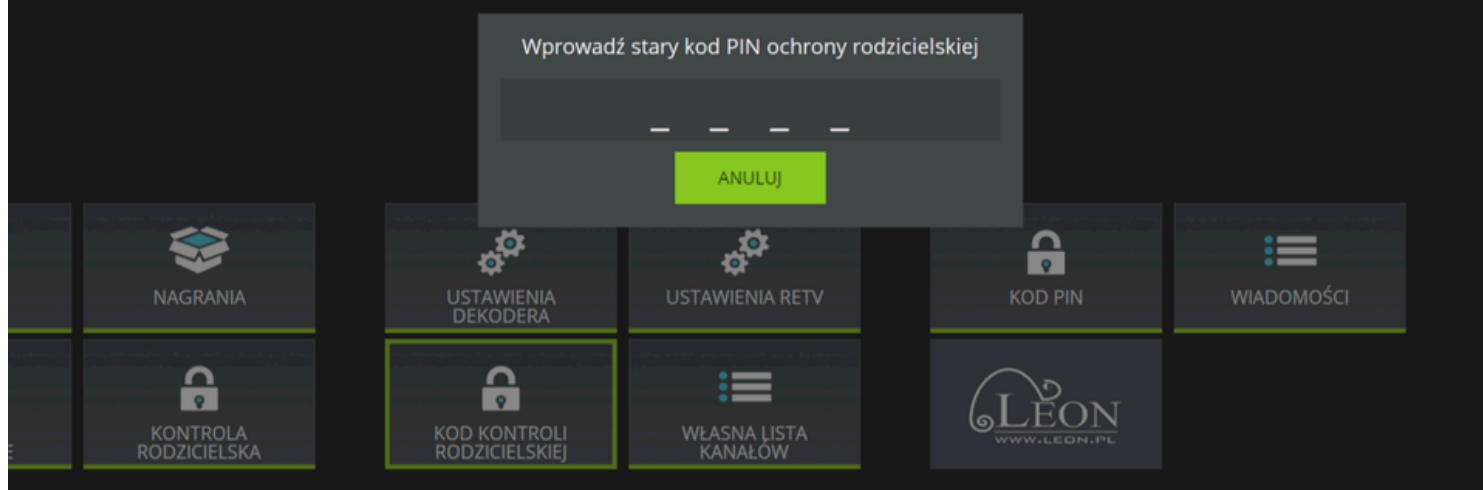 Wprowadź stary kod PIN ochrony rodzicielskiej
_ _ _ _
ANULUJ
NAGRANIA
USTAWIENIA
DEKODERA
USTAWIENIA RETV
KOD PIN
WIADOMOŚCI
KONTROLA
RODZICIELSKA
KOD KONTROLI
RODZICIELSKIEJ
WŁASNA LISTA
KANAŁÓW
LEON
WWW.LEON.PL